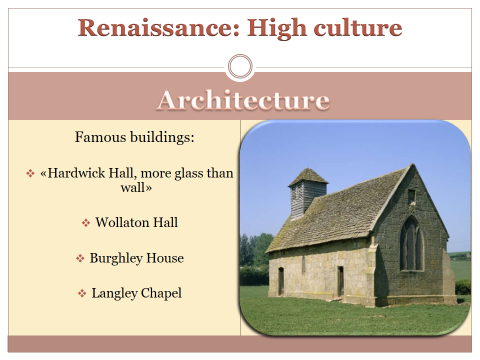 Renaissance: High culture
Architecture
Famous buildings:
«Hardwick Hall, more glass than
wall»
Wollaton Hall
Burghley House
Langley Chapel